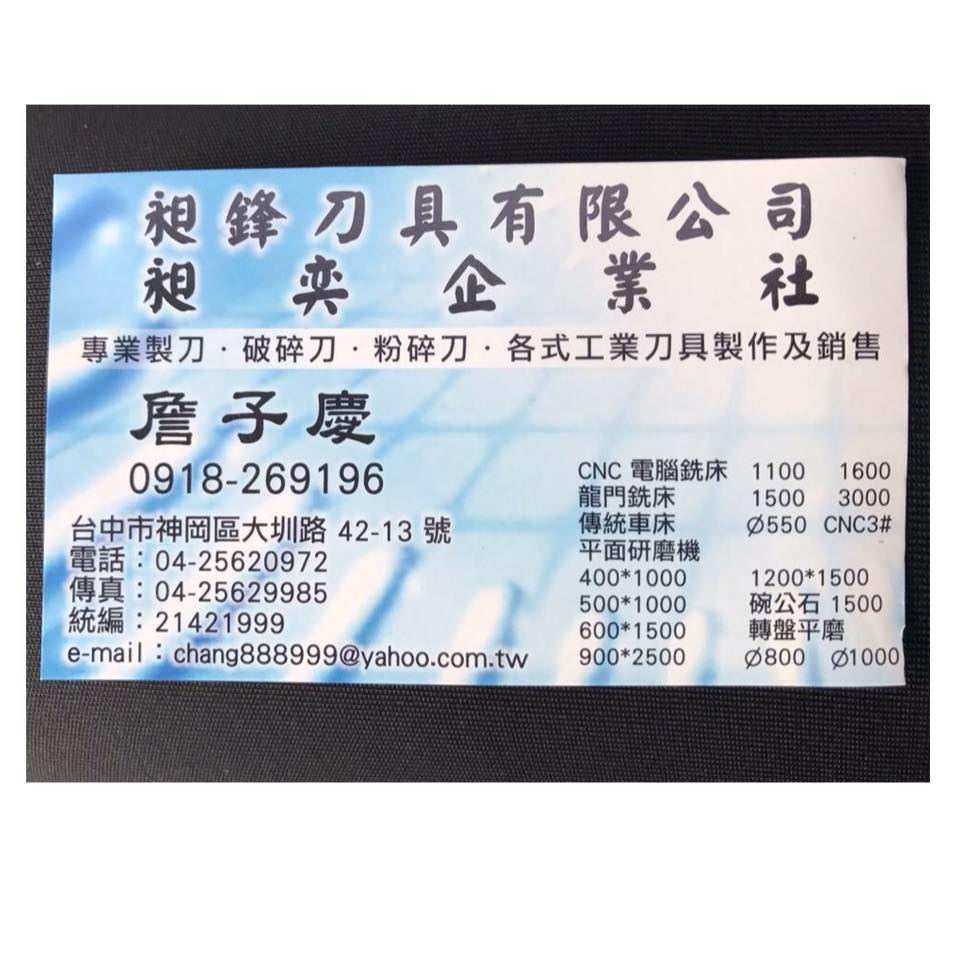 昶鋒刀具有限公司
昶奕企業社
專業製刀．破碎刀．粉碎刀．各式工業刀具製作及銷售
詹子慶
0918-269196
台中市神岡區大圳路 42-13 號
電話：04-25620972
傳真：04-25629985
統編：21421999
e-mail：chang888999@yahoo.com.tw
CNC 電腦銑床 1100 1600
龍門銑床 1500 3000
傳統車床 Ø550 CNC3#
平面研磨機
400*1000 1200*1500
500*1000 碗公石 1500
600*1500 轉盤平磨
900*2500 Ø800 Ø1000